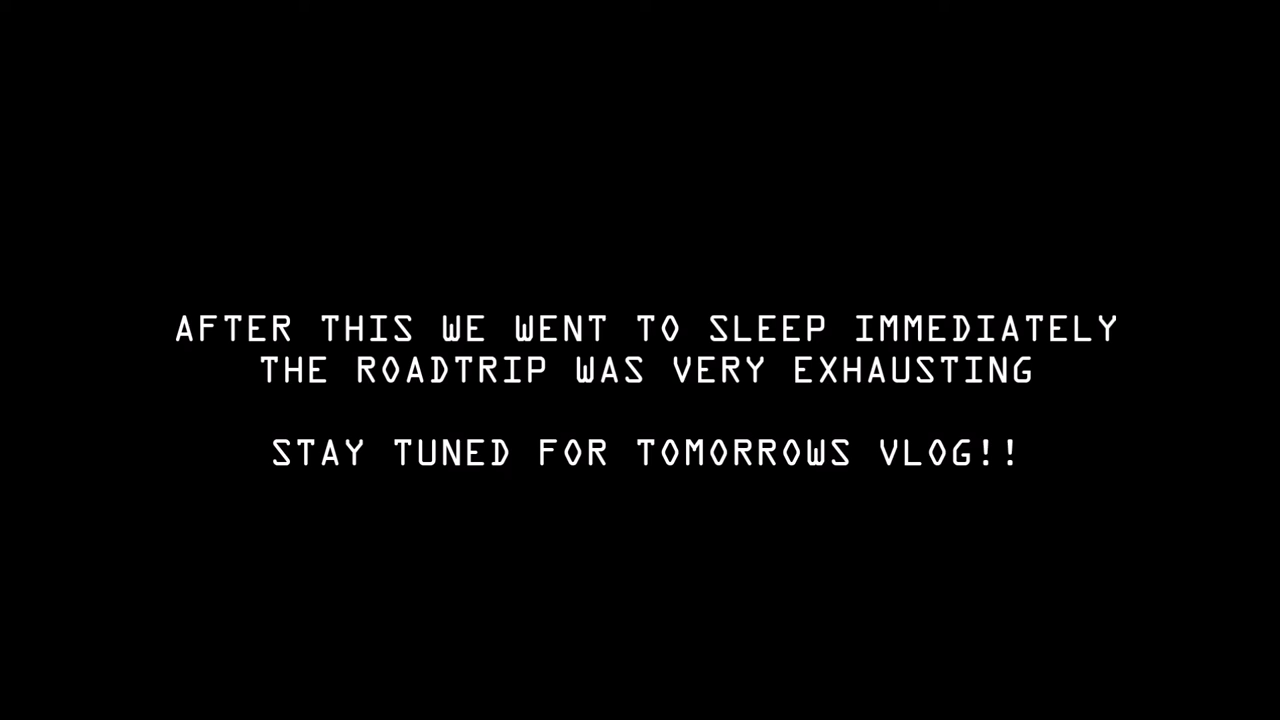 AFTER THIS WE WENT TO SLEEP IMMEDIATELY
THE ROADTRIP WAS VERY EXHAUSTING
STAY TUNED FOR TOMORROWS VLOG!!